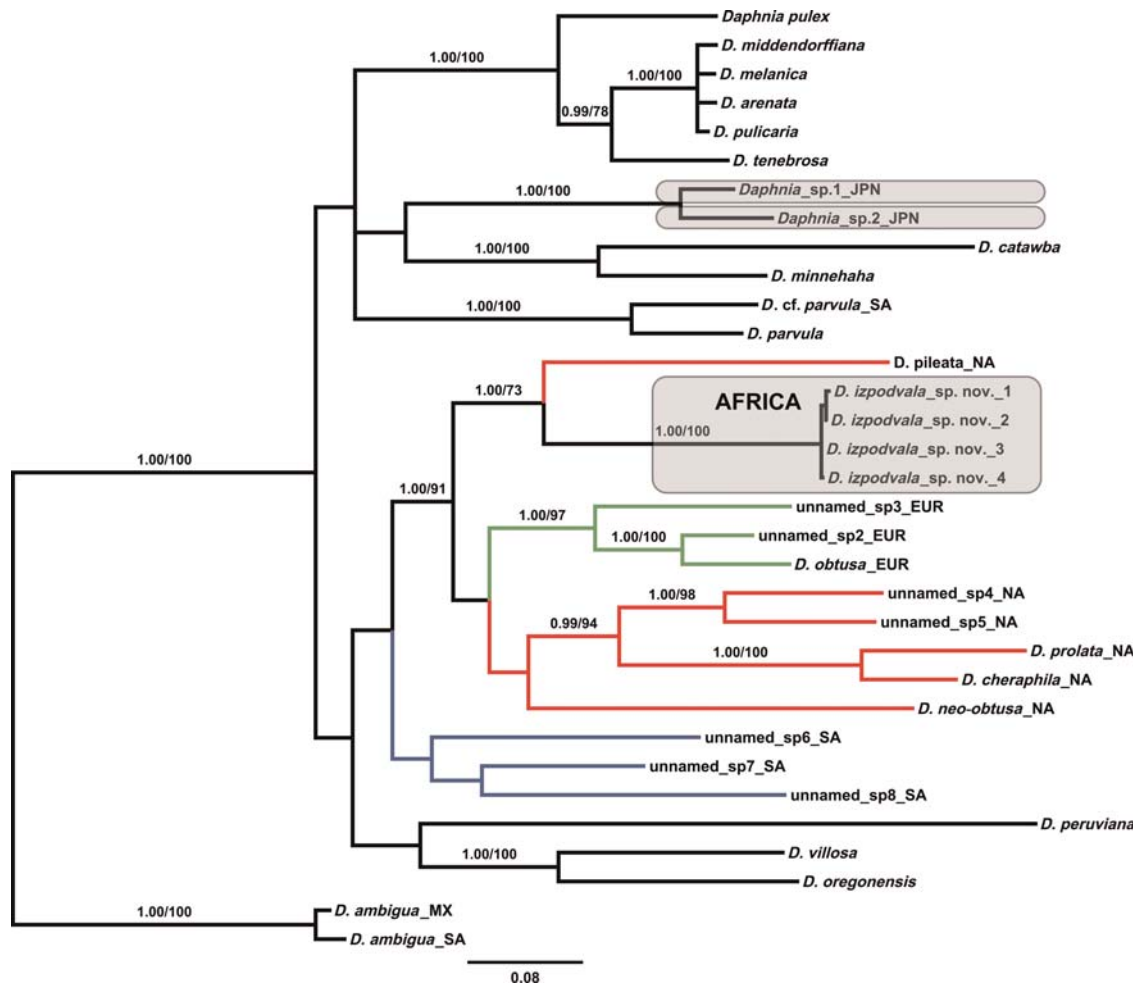 Daphnia pulex
D. middendorffiana
1.00/100
1.00/100
D. melanica
D. arenata
0.99/78
D. pulicaria
D. tenebrosa
1.00/100
Daphnia_sp.1_JPN
Daphnia_sp.2_JPN
D. catawba
1.00/100
D. minnehaha
D. cf. parvula_SA
1.00/100
D. parvula
D. pileata_NA
1.00/73
D. izpodvala_sp. nov._1
AFRICA
D. izpodvala_sp. nov._2
1.00/100
D. izpodvala_sp. nov._3
1.00/100
D. izpodvala_sp. nov._4
1.00/91
unnamed_sp3_EUR
1.00/97
unnamed_sp2_EUR
1.00/100
D. obtusa_EUR
1.00/98
unnamed_sp4_NA
0.99/94
unnamed_sp5_NA
1.00/100
D. prolata_NA
D. cheraphila_NA
D. neo-obtusa_NA
unnamed_sp6_SA
unnamed_sp7_SA
unnamed_sp8_SA
D. peruviana
1.00/100
D. villosa
D. oregonensis
1.00/100
D. ambigua_MX
D. ambigua_SA
0.08